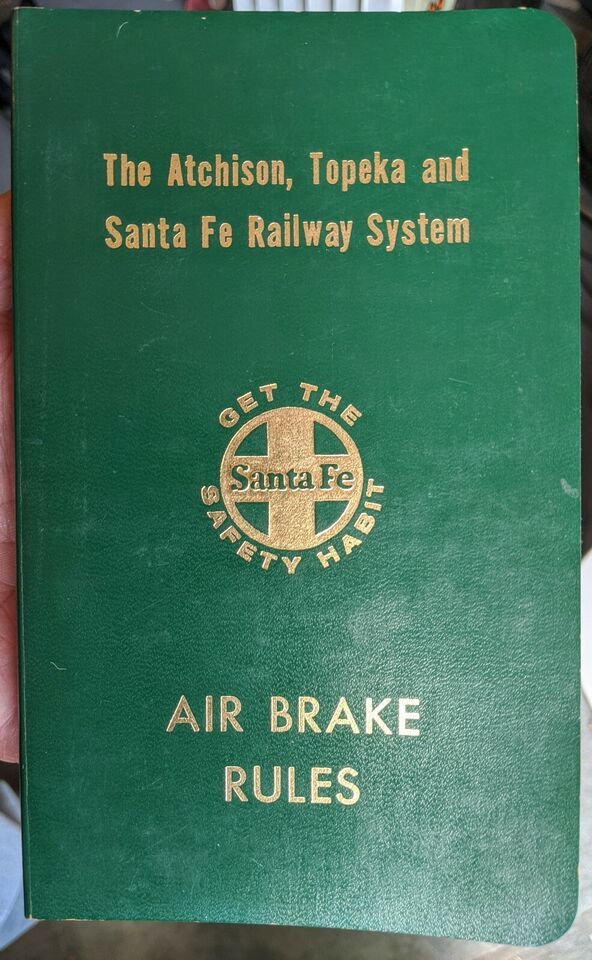 The Atchison, Topeka and
Santa Fe Railway System
GET THE
Santa Fe
SAFETY HABIT
AIR BRAKE
RULES